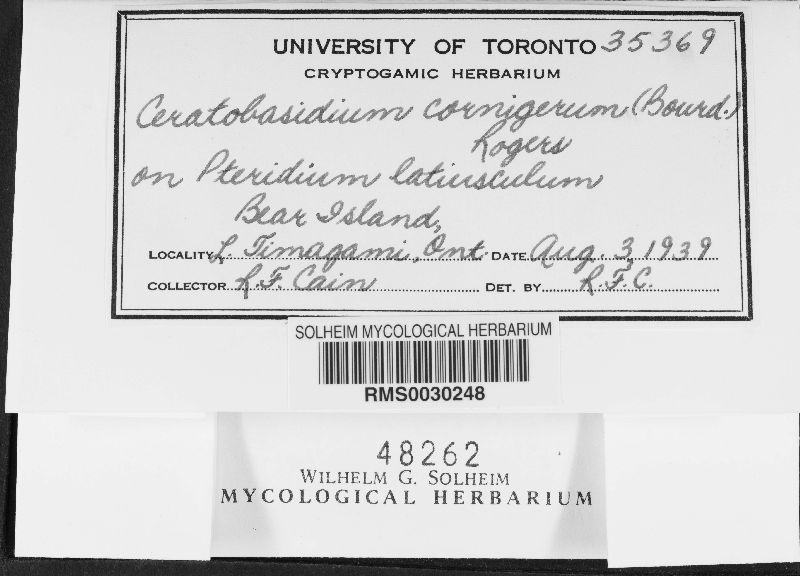 UNIVERSITY OF TORONTO 35369
CRYPTOGAMIC HERBARIUM
Ceratobasidium cornigerum (Bourd.)
Rogers
on Pteridium latiusculum
Bear Island,
LOCALITY L. Timagami, Ont. DATE Aug. 3, 1939
COLLECTOR R.F. Cain DET. BY R.F.C.
SOLHEIM MYCOLOGICAL HERBARIUM
RMS0030248
48262
WILHELM G. SOLHEIM
MYCOLOGICAL HERBARIUM